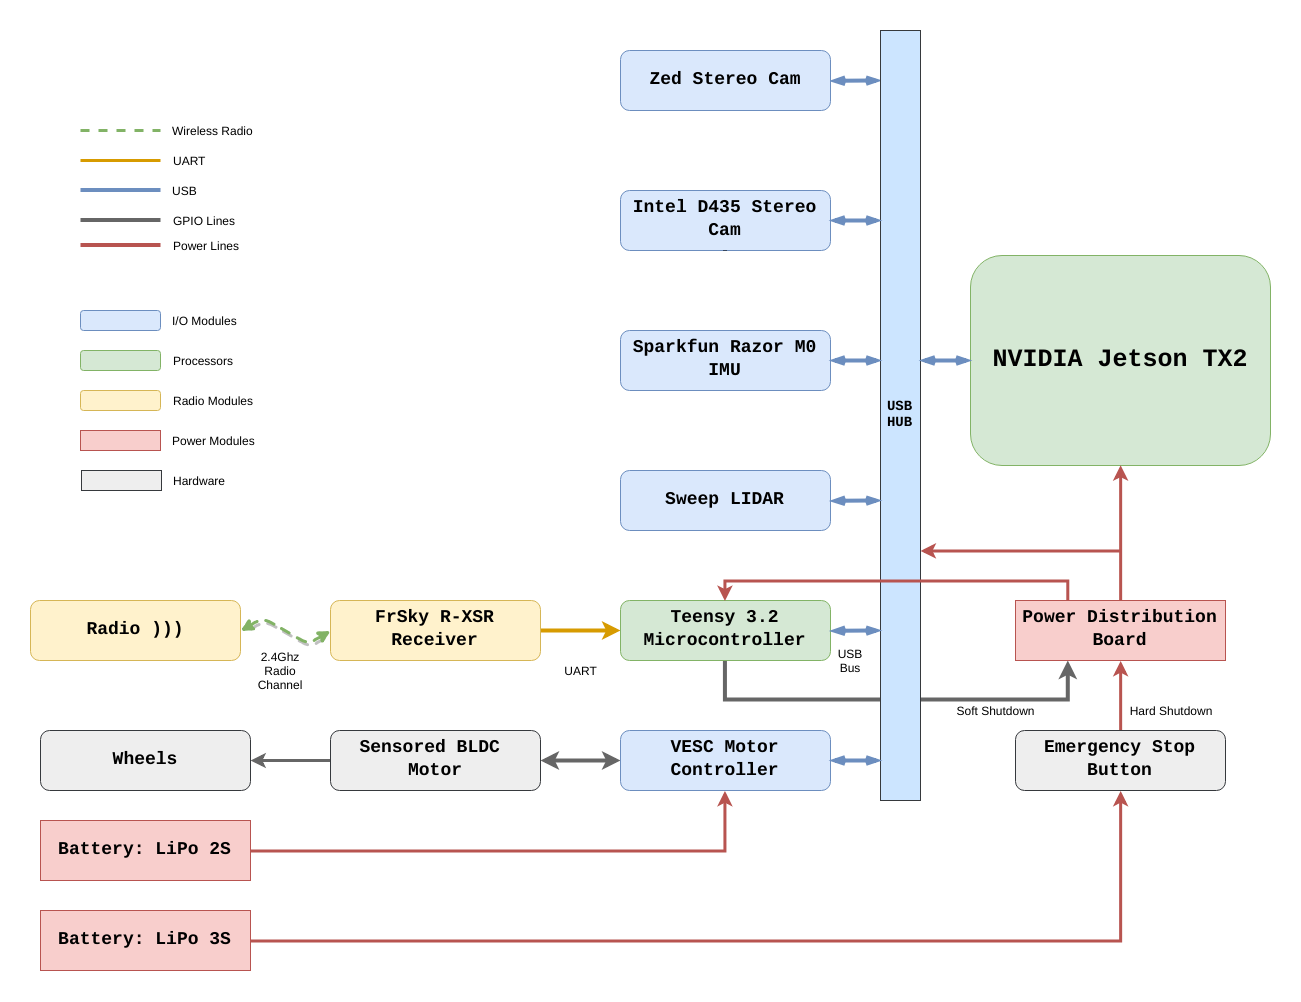 Zed Stereo Cam
Wireless Radio
UART
USB
GPIO Lines
Power Lines
Intel D435 Stereo
Cam
I/O Modules
Processors
Radio Modules
Power Modules
Hardware
Sparkfun Razor M0
IMU
NVIDIA Jetson TX2
USB
HUB
Sweep LIDAR
Radio )))
2.4Ghz
Radio
Channel
FrSky R-XSR
Receiver
UART
Teensy 3.2
Microcontroller
USB
Bus
Power Distribution
Board
Soft Shutdown
Hard Shutdown
Wheels
Sensored BLDC
Motor
VESC Motor
Controller
Emergency Stop
Button
Battery: LiPo 2S
Battery: LiPo 3S